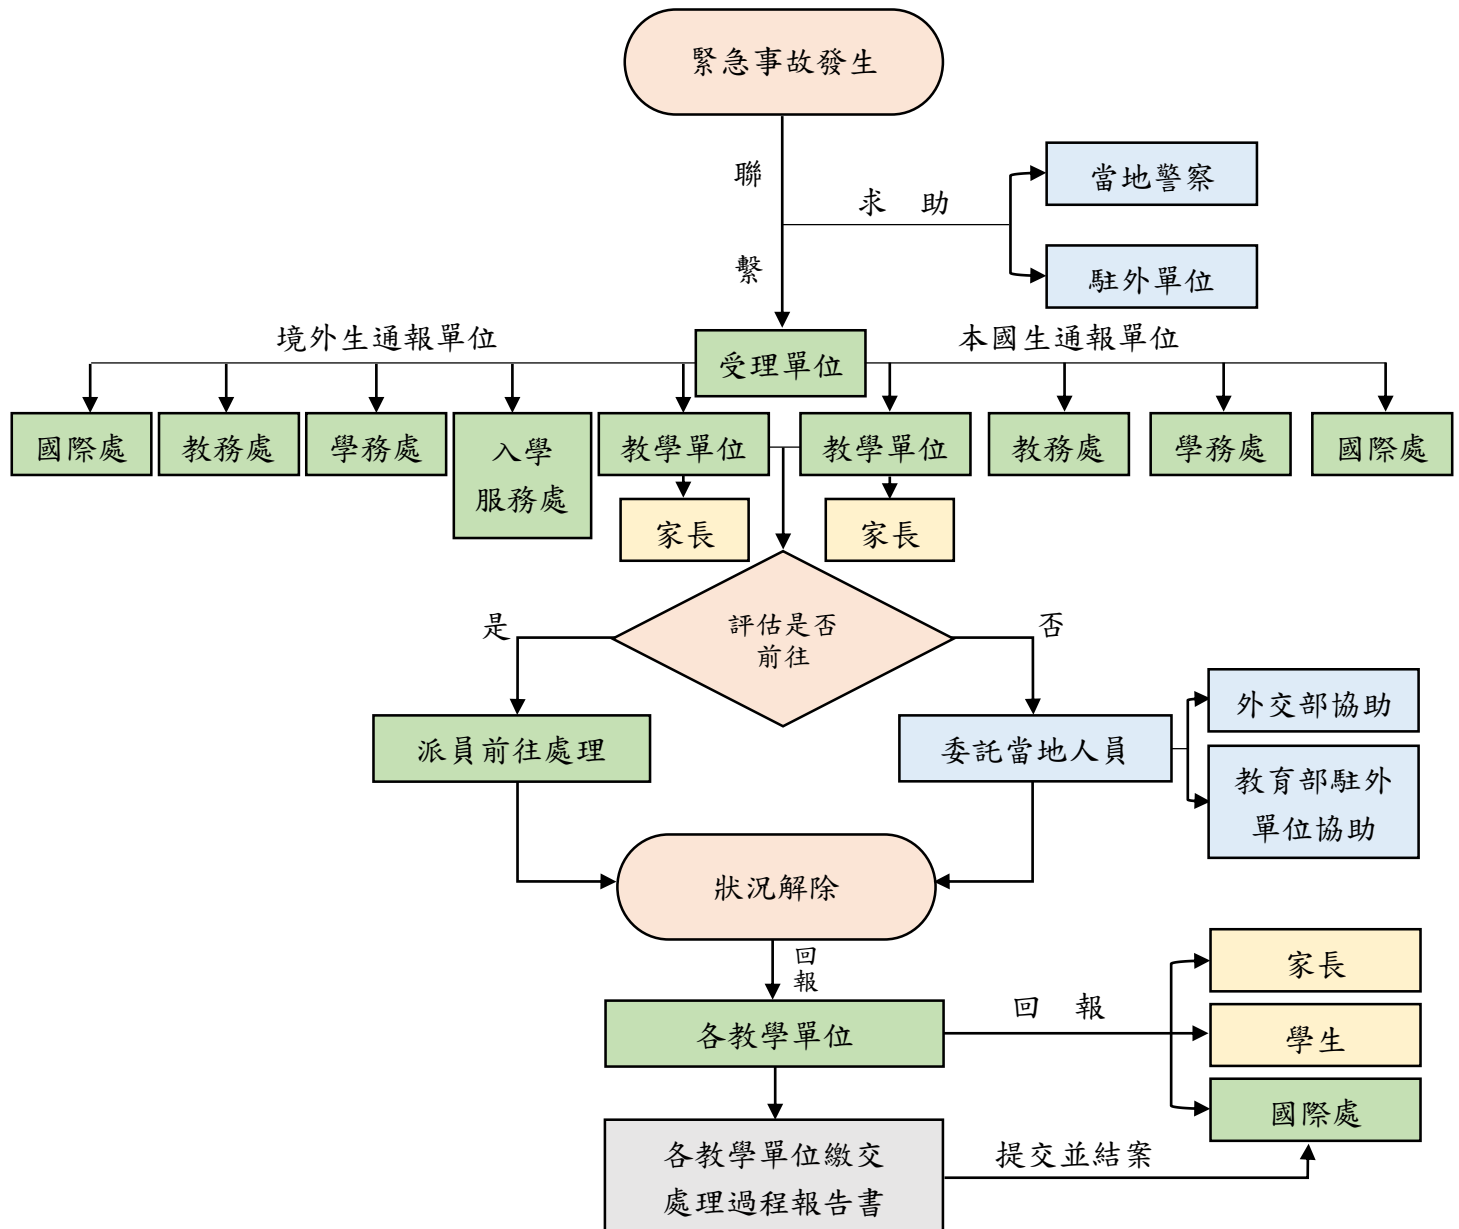 緊急事故發生
聯
繫
求 助
當地警察
駐外單位
境外生通報單位
受理單位
本國生通報單位
國際處
教務處
學務處
入學
服務處
教學單位
教學單位
教務處
學務處
國際處
家長
家長
評估是否
前往
是
否
派員前往處理
委託當地人員
外交部協助
教育部駐外
單位協助
狀況解除
回
報
各教學單位
回 報
家長
學生
國際處
各教學單位繳交
處理過程報告書
提交並結案